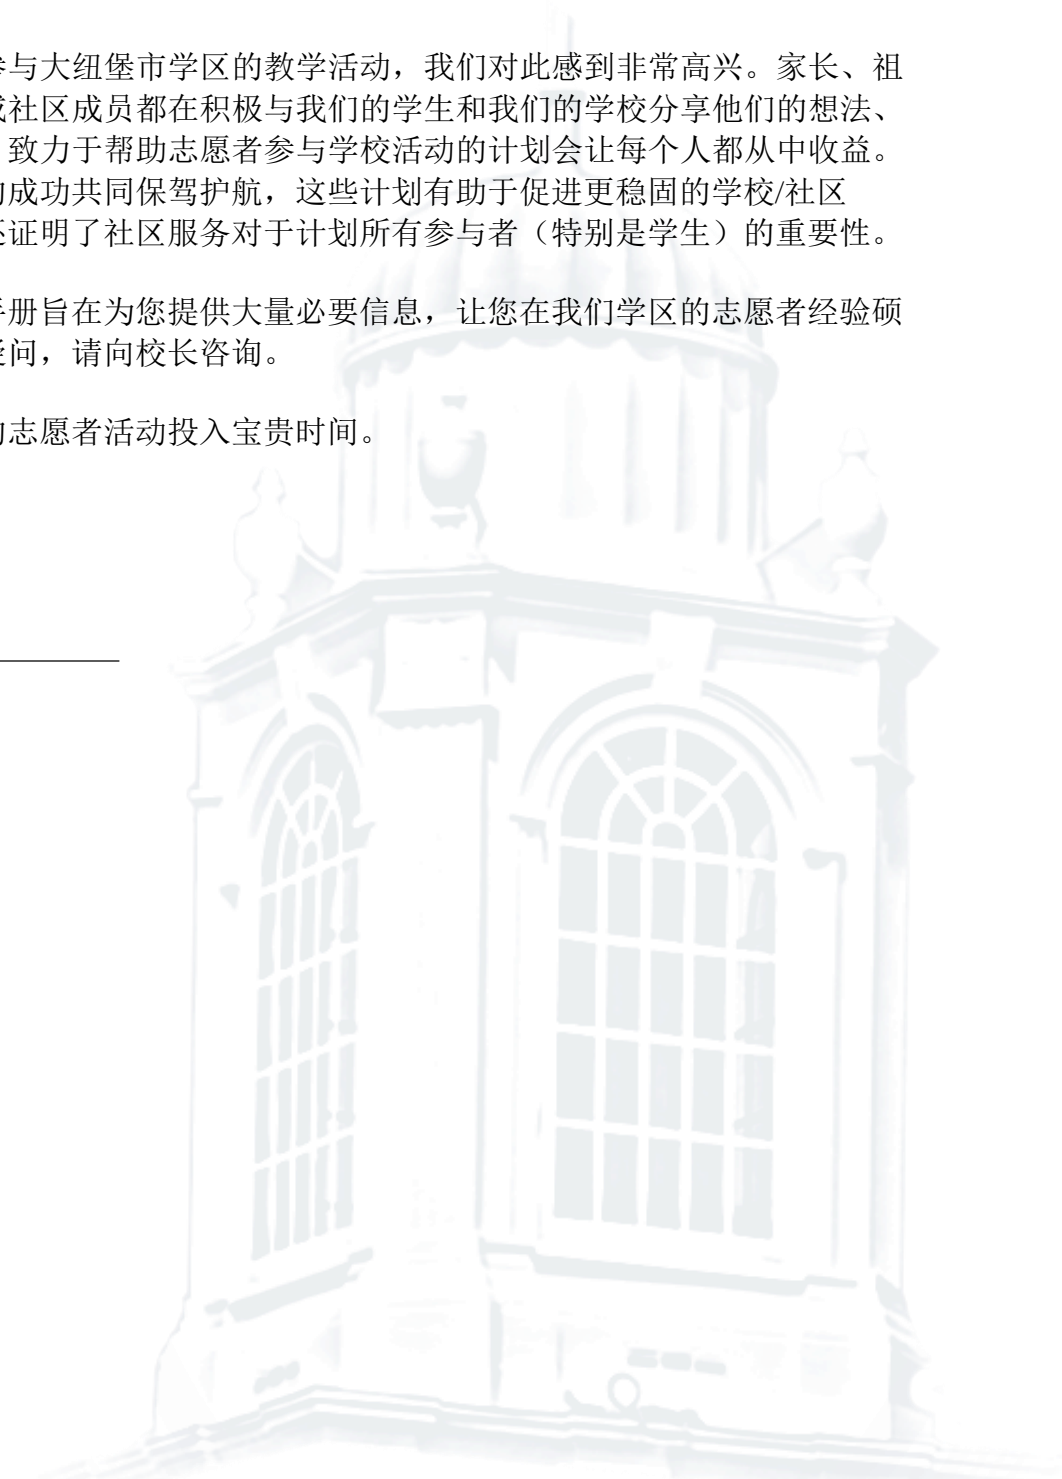 与大纽堡市学区的教学活动，我们对此感到非常高兴。家长、祖
社区成员都在积极与我们的学生和我们的学校分享他们的想法、
致力于帮助志愿者参与学校活动的计划会让每个人都从中收益。
成功共同保驾护航，这些计划有助于促进更稳固的学校/社区
证明了社区服务对于计划所有参与者（特别是学生）的重要性。
册旨在为您提供大量必要信息，让您在我们学区的志愿者经验硕
问，请向校长咨询。
志愿者活动投入宝贵时间。